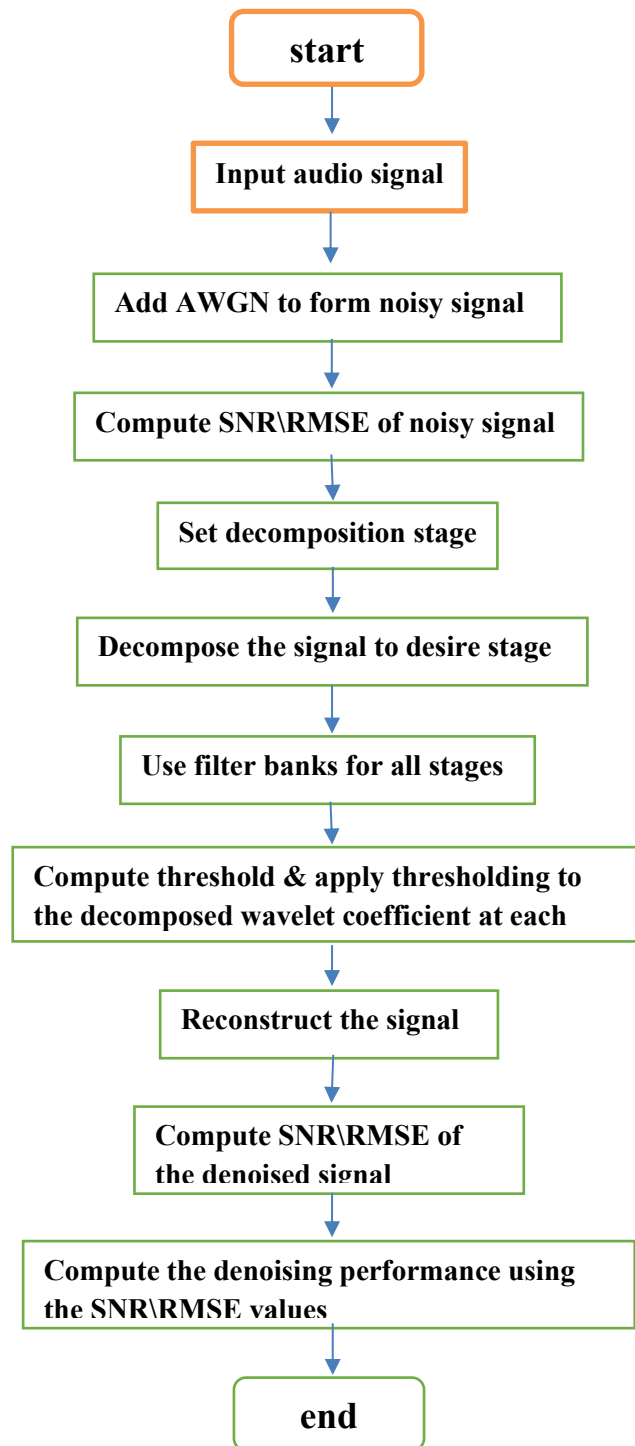 start
Input audio signal
Add AWGN to form noisy signal
Compute SNR\RMSE of noisy signal
Set decomposition stage
Decompose the signal to desire stage
Use filter banks for all stages
Compute threshold & apply thresholding to
the decomposed wavelet coefficient at each
Reconstruct the signal
Compute SNR\RMSE of
the denoised signal
Compute the denoising performance using
the SNR\RMSE values
end